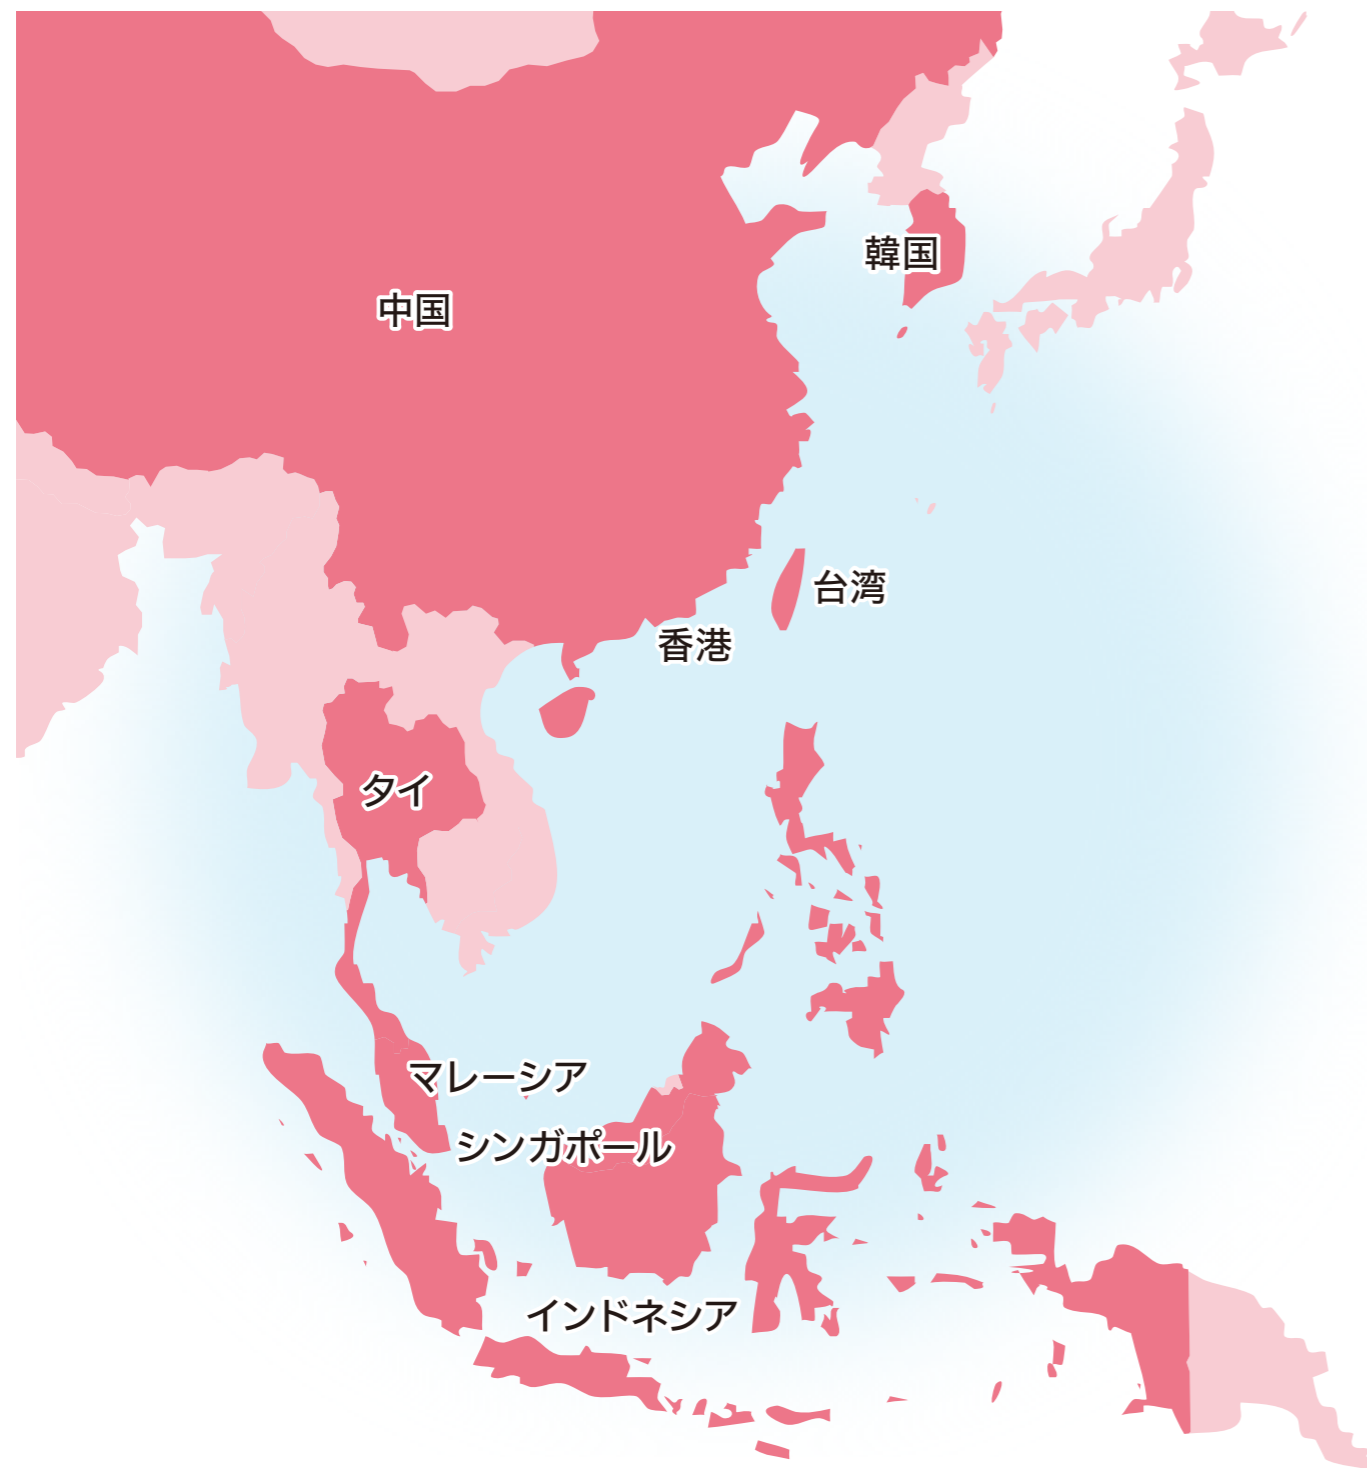 韓国
中国
台湾
香港
タイ
マレーシア
シンガポール
インドネシア